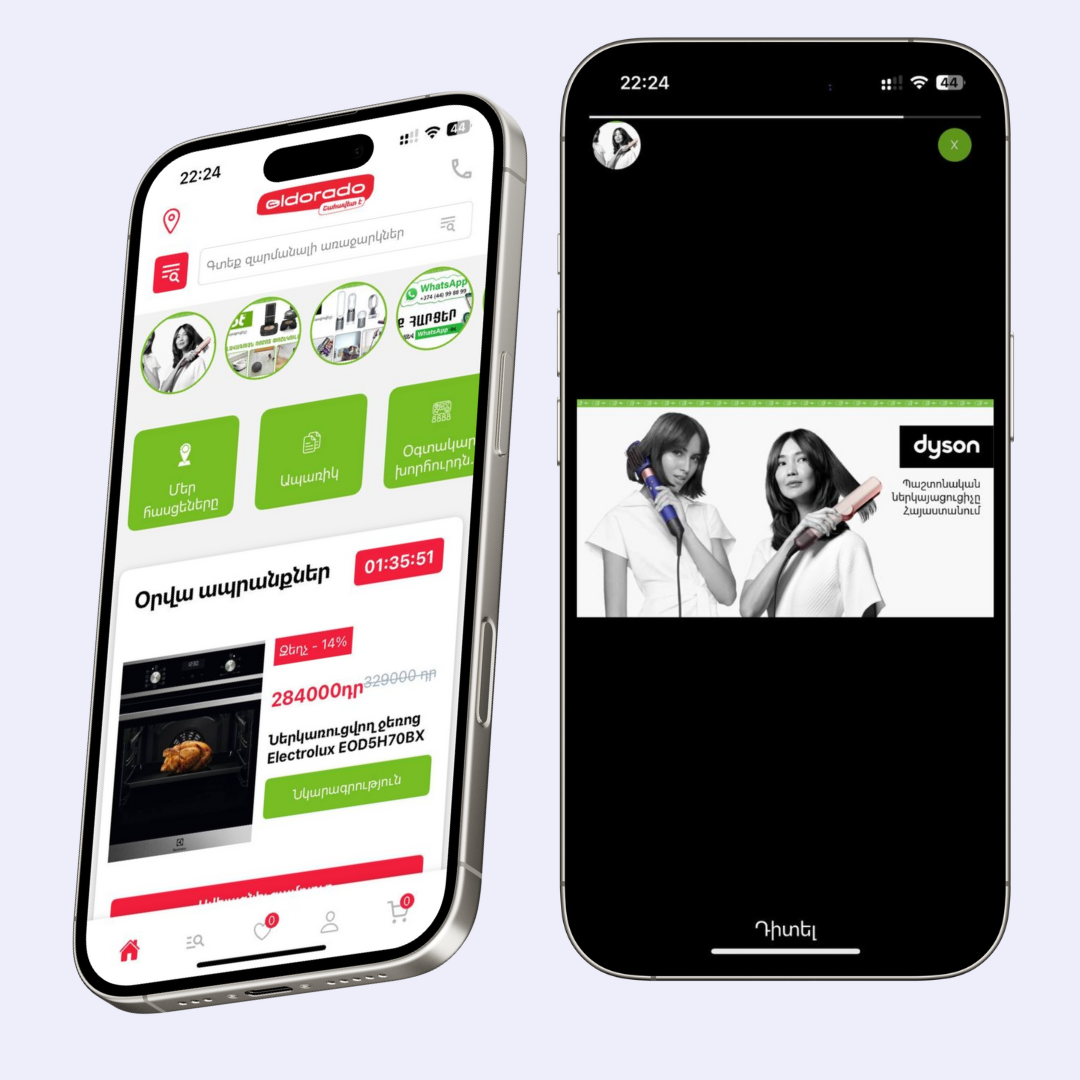 22:24
44
eldorado
Շահավետ է
Գտեք զարմանալի առաջարկներ
WhatsApp
+374 (44) 99 88 99
Ք ՀԱՐՑԵՐ
WhatsApp
Մեր
հասցեները
Ապառիկ
Օգտակար
խորհուրդն.
Օրվա ապրանքներ
01:35:51
Զեղչ - 14%
284000դր
329000 դր
Ներկառուցվող ջեռոց
Electrolux EOD5H70BX
Նկարագրություն
0
0
22:24
44
X
dyson
Պաշտոնական
ներկայացուցիչը
Հայաստանում
Դիտել